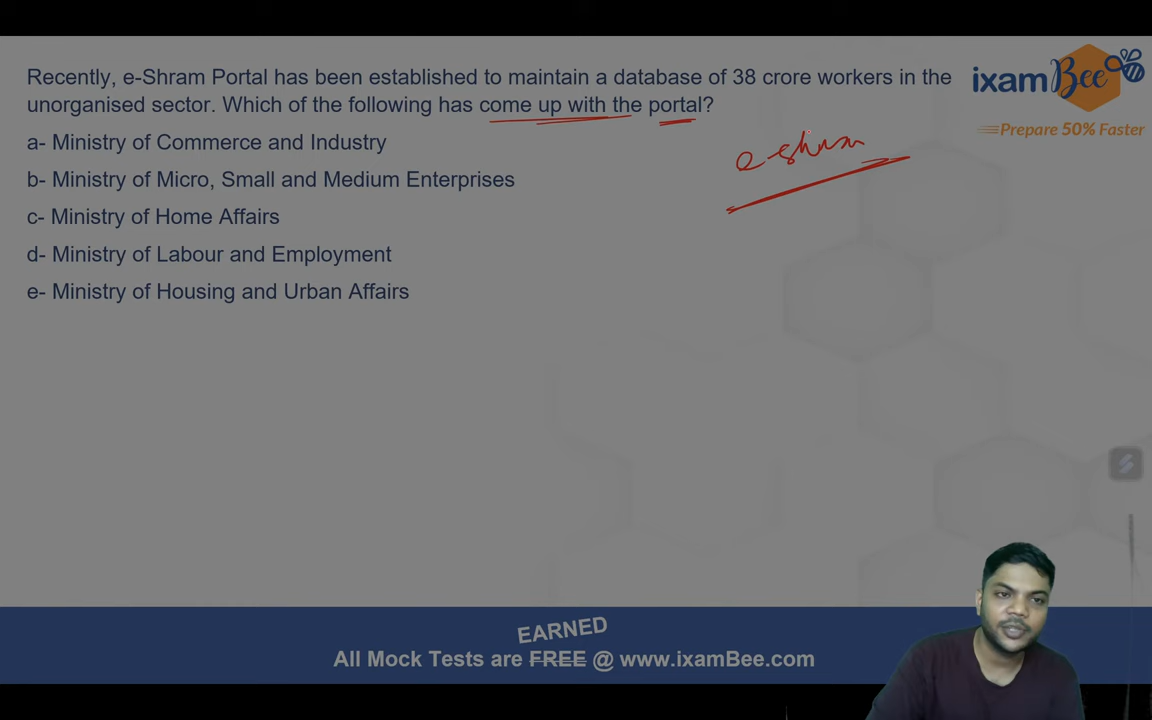 Recently, e-Shram Portal has been established to maintain a database of 38 crore workers in the
unorganised sector. Which of the following has come up with the portal?
a- Ministry of Commerce and Industry
b- Ministry of Micro, Small and Medium Enterprises
c- Ministry of Home Affairs
d- Ministry of Labour and Employment
e- Ministry of Housing and Urban Affairs
ixamBee
Prepare 50% Faster
e-shram
EARNED
All Mock Tests are FREE @ www.ixamBee.com